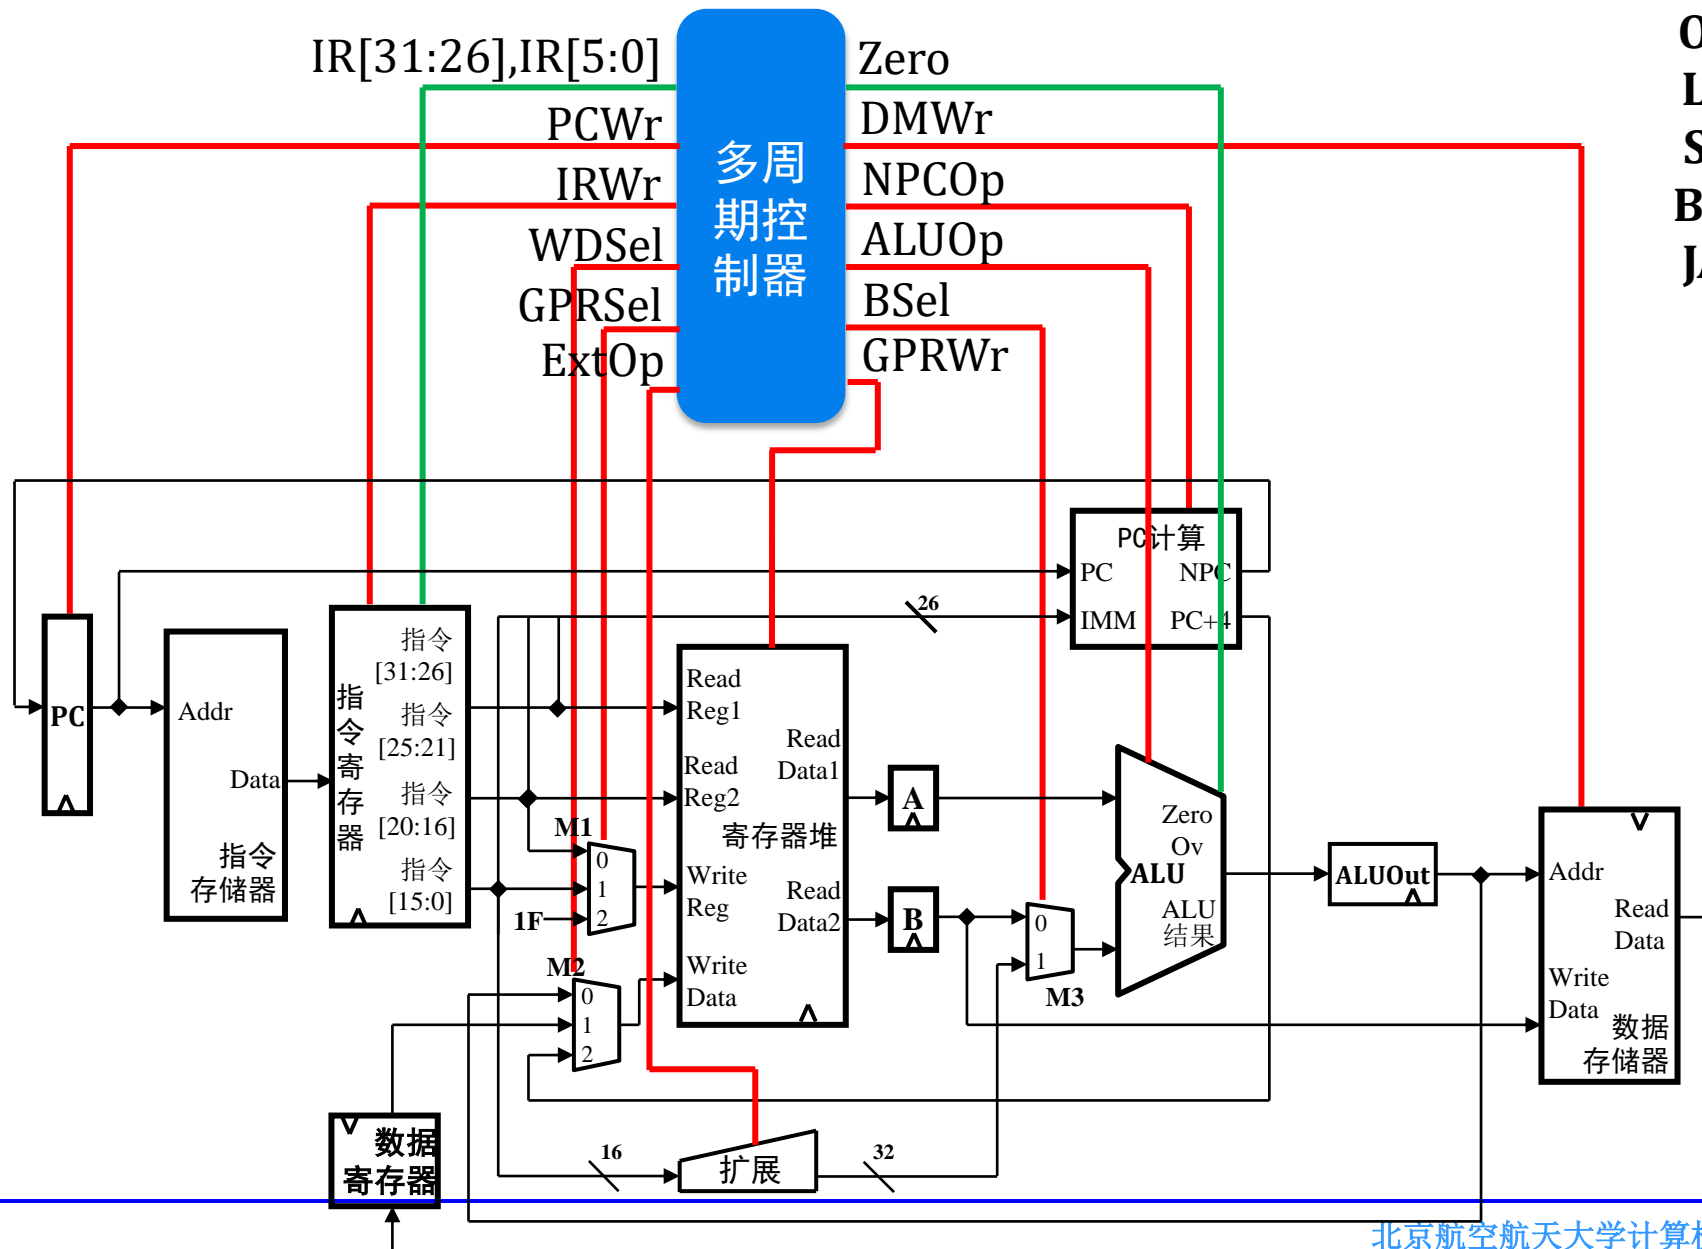 IR[31:26],IR[5:0]
PCWr
IRWr
WDSel
GPRSel
ExtOp
多周
期控
制器
Zero
DMWr
NPCOp
ALUOp
BSel
GPRWr
PC计算
PC
NPC
IMM
PC+4
26
PC
Addr
Data
指令
存储器
指令寄存器
指令
[31:26]
指令
[25:21]
指令
[20:16]
指令
[15:0]
M1
0
1
2
1F
M2
0
1
2
Read
Reg1
Read
Reg2
Write
Reg
Write
Data
Read
Data1
寄存器堆
Read
Data2
A
B
0
1
M3
Zero
Ov
ALU
ALU
结果
ALUOut
Addr
Read
Data
Write
Data
数据
存储器
数据
寄存器
16
扩展
32
北京航空航天大学计算机